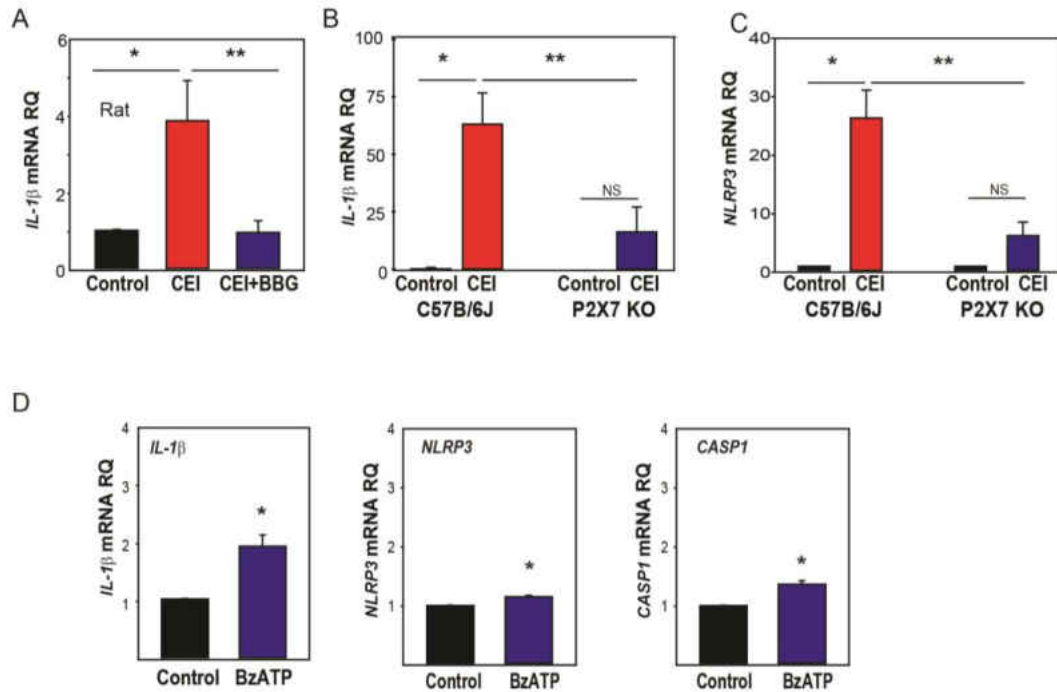 A
IL-1β mRNA RQ
6
4
2
0
* **
Rat
Control CEI CEI+BBG
B
IL-1β mRNA RQ
100
75
50
25
0
* **
NS
Control CEI Control CEI
C57B/6J P2X7 KO
C
NLRP3 mRNA RQ
40
30
20
10
0
* **
NS
Control CEI Control CEI
C57B/6J P2X7 KO
D
IL-1β mRNA RQ
4
3
2
1
IL-1β
*
Control BzATP
NLRP3 mRNA RQ
4
3
2
1
NLRP3
*
Control BzATP
CASP1 mRNA RQ
4
3
2
1
CASP1
*
Control BzATP